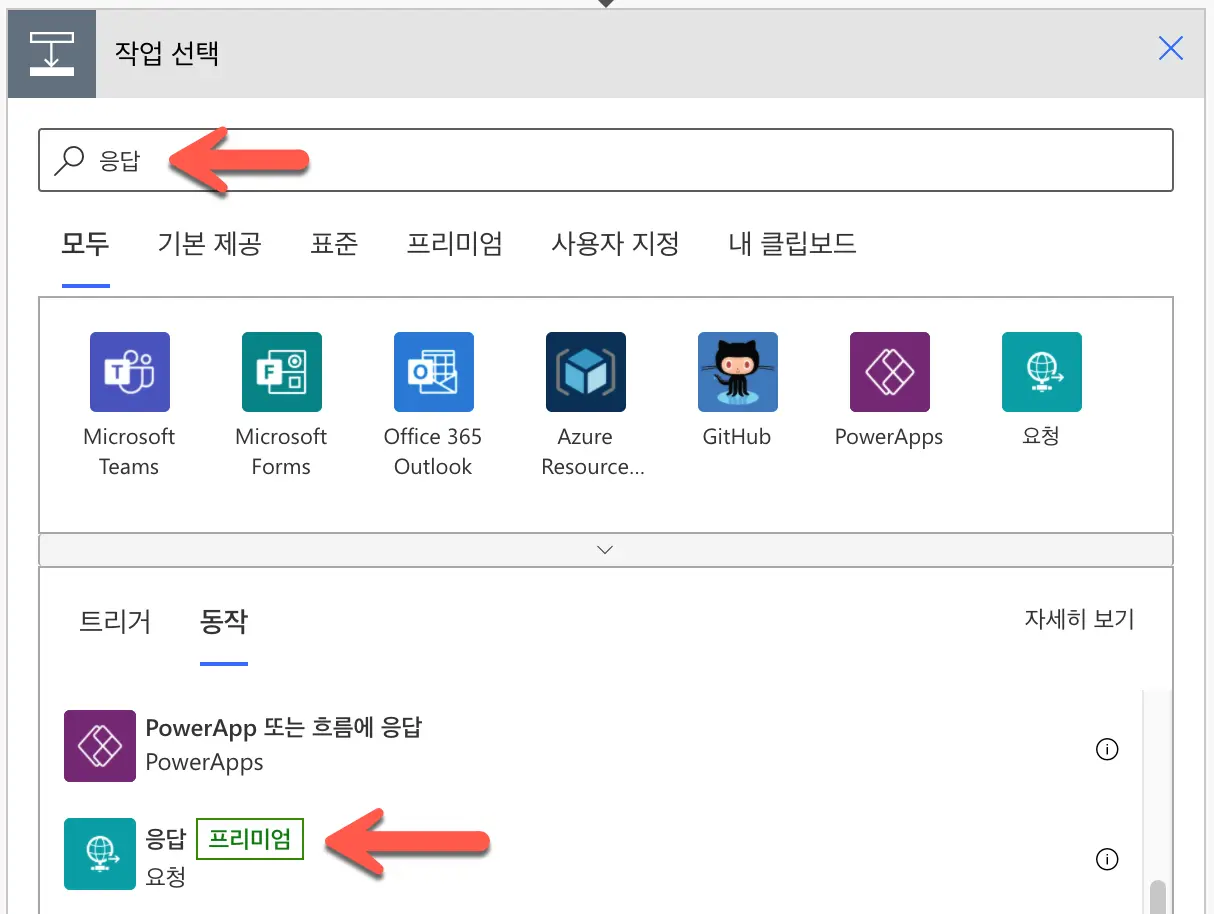 작업 선택
응답
모두 기본 제공 표준 프리미엄 사용자 지정 내 클립보드
Microsoft Teams
Microsoft Forms
Office 365 Outlook
Azure Resource...
GitHub
PowerApps
요청
트리거 동작 자세히 보기
PowerApp 또는 흐름에 응답
PowerApps
응답 프리미엄
요청